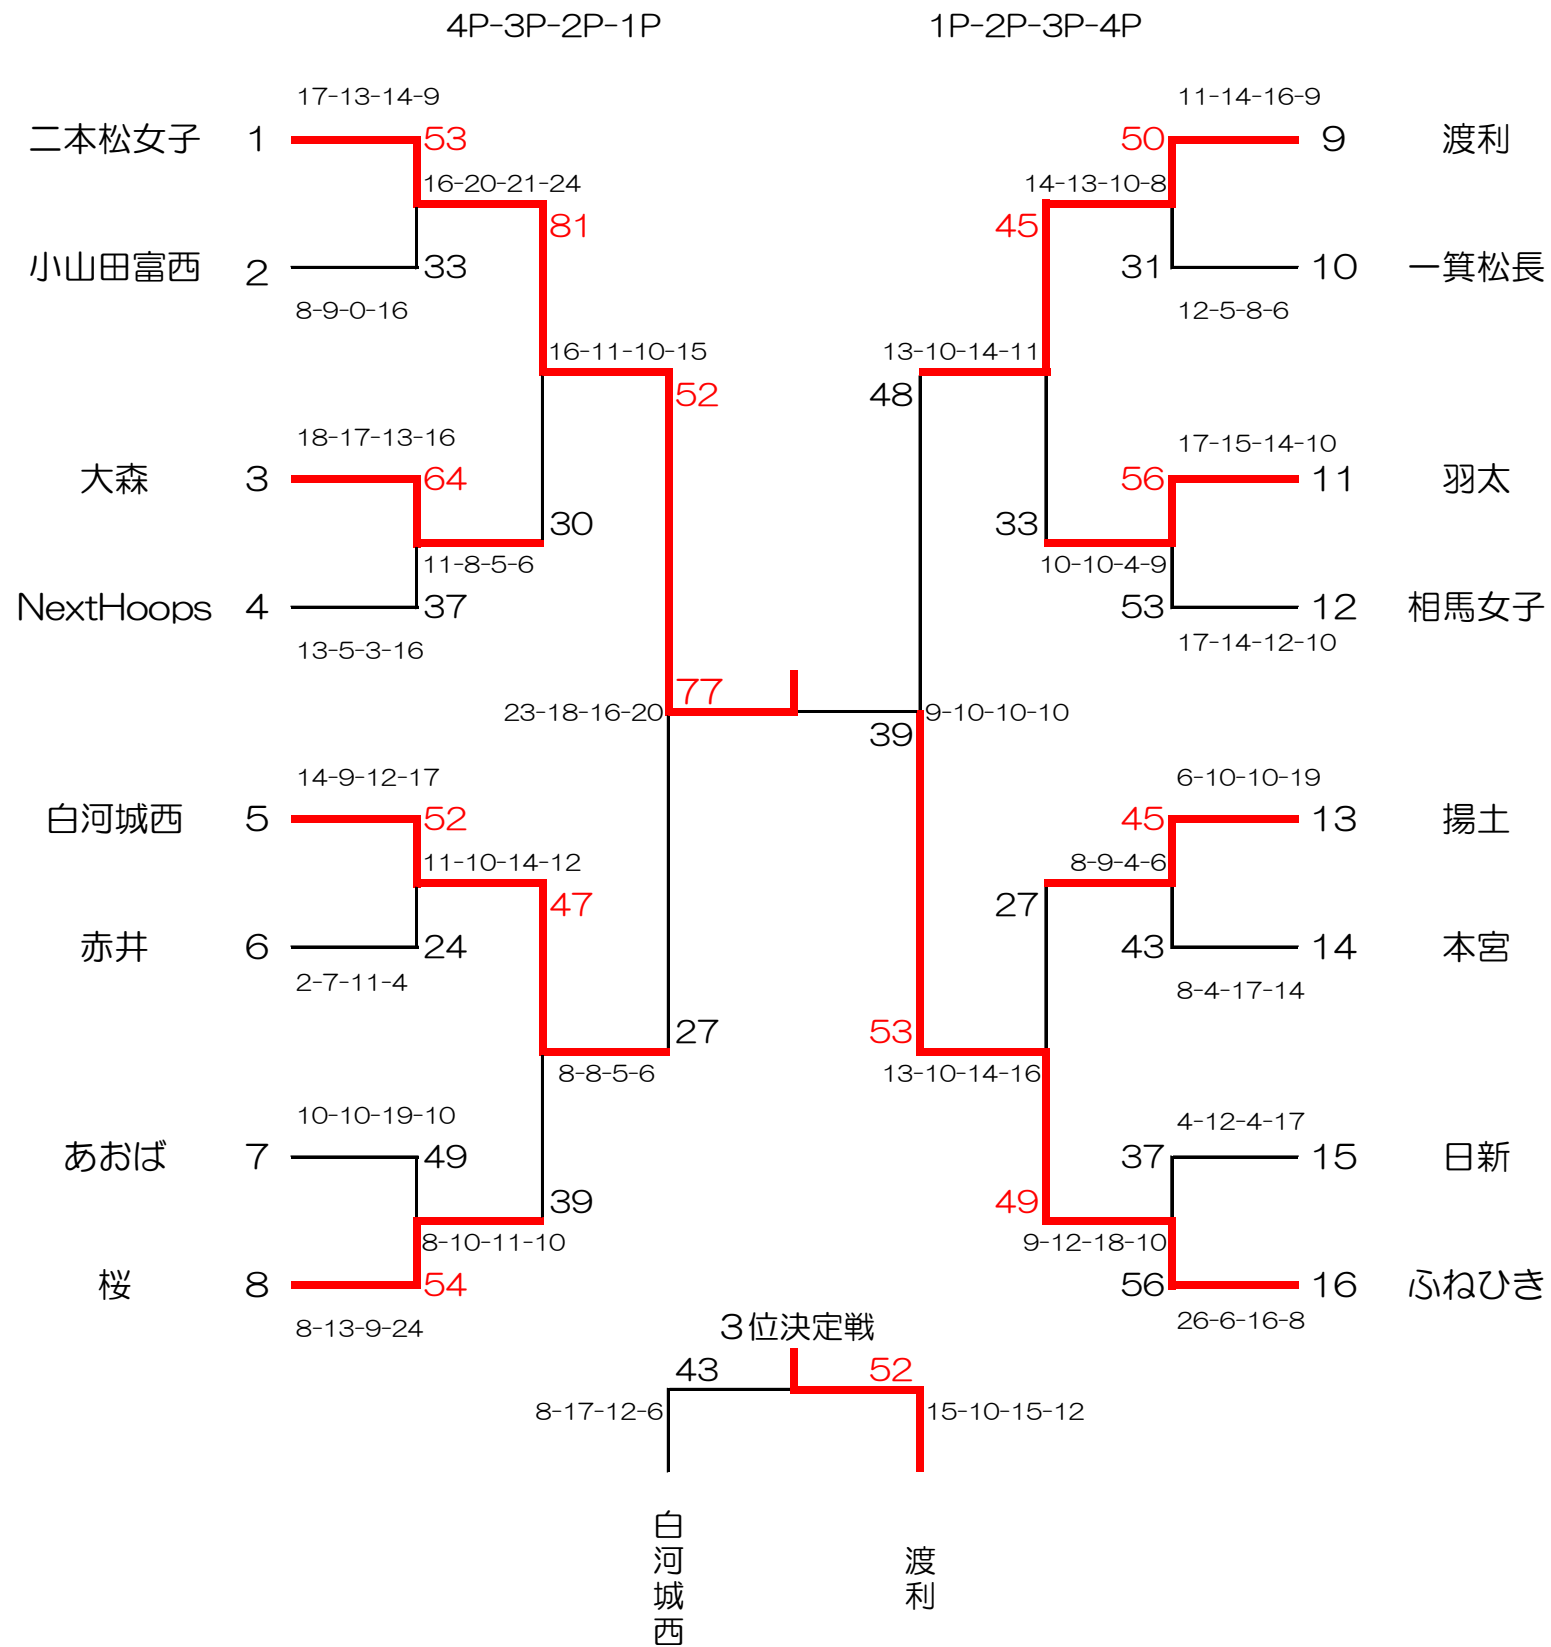 4P-3P-2P-1P
1P-2P-3P-4P
17-13-14-9
二本松女子 1 53
16-20-21-24
81
小山田富西 2 33
8-9-0-16
16-11-10-15
52
18-17-13-16
大森 3 64
30
11-8-5-6
NextHoops 4 37
13-5-3-16
23-18-16-20
77
14-9-12-17
白河城西 5 52
11-10-14-12
47
赤井 6 24
2-7-11-4
27
8-8-5-6
10-10-19-10
あおば 7 49
39
8-10-11-10
桜 8 54
8-13-9-24
11-14-16-9
50 9 渡利
14-13-10-8
45
31 10 一箕松長
12-5-8-6
13-10-14-11
48
17-15-14-10
56 11 羽太
33
10-10-4-9
53 12 相馬女子
17-14-12-10
9-10-10-10
39
6-10-10-19
45 13 揚土
8-9-4-6
27
43 14 本宮
8-4-17-14
53
13-10-14-16
4-12-4-17
37 15 日新
49
9-12-18-10
56 16 ふねひき
26-6-16-8
3位決定戦
43 52
8-17-12-6
15-10-15-12
白河城西
渡利